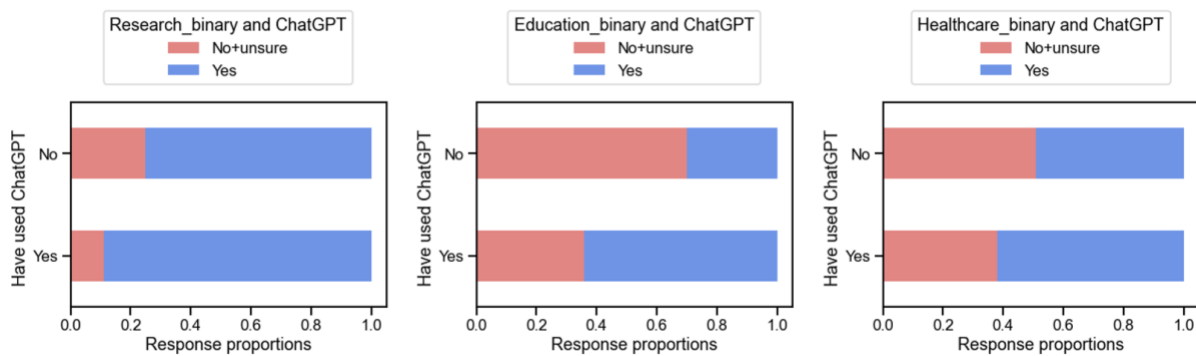 Research_binary and ChatGPT
No+unsure
Yes
Have used ChatGPT
No
Yes
0.0 0.2 0.4 0.6 0.8 1.0
Response proportions
Education_binary and ChatGPT
No+unsure
Yes
Have used ChatGPT
No
Yes
0.0 0.2 0.4 0.6 0.8 1.0
Response proportions
Healthcare_binary and ChatGPT
No+unsure
Yes
Have used ChatGPT
No
Yes
0.0 0.2 0.4 0.6 0.8 1.0
Response proportions